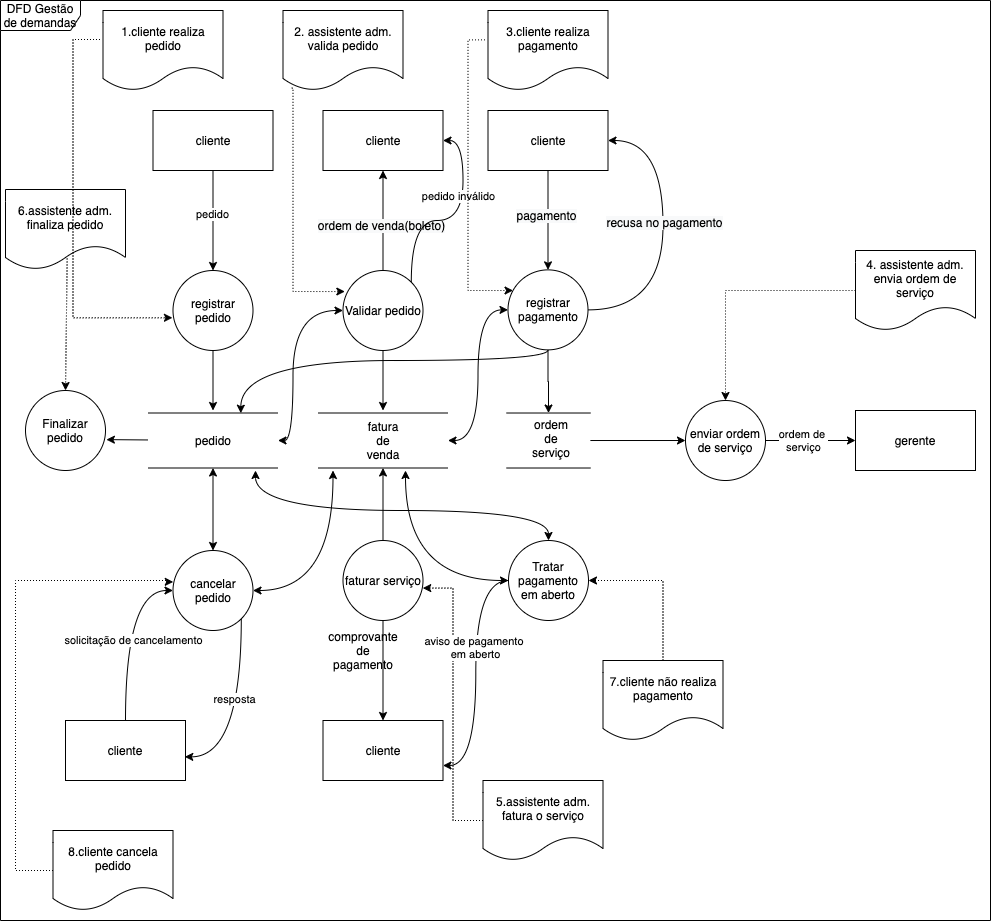 DFD Gestão
de demandas
1.cliente realiza
pedido
2. assistente adm.
valida pedido
3.cliente realiza
pagamento
cliente
cliente
cliente
6.assistente adm.
finaliza pedido
pedido
ordem de venda(boleto)
pedido inválido
pagamento
recusa no pagamento
4. assistente adm.
envia ordem de
serviço
registrar
pedido
Validar pedido
registrar
pagamento
Finalizar
pedido
pedido
fatura
de
venda
ordem
de
serviço
enviar ordem
de serviço
ordem de
serviço
gerente
cancelar
pedido
faturar serviço
Tratar
pagamento
em aberto
solicitação de cancelamento
comprovante
de
pagamento
aviso de pagamento
em aberto
resposta
7.cliente não realiza
pagamento
cliente
cliente
5.assistente adm.
fatura o serviço
8.cliente cancela
pedido